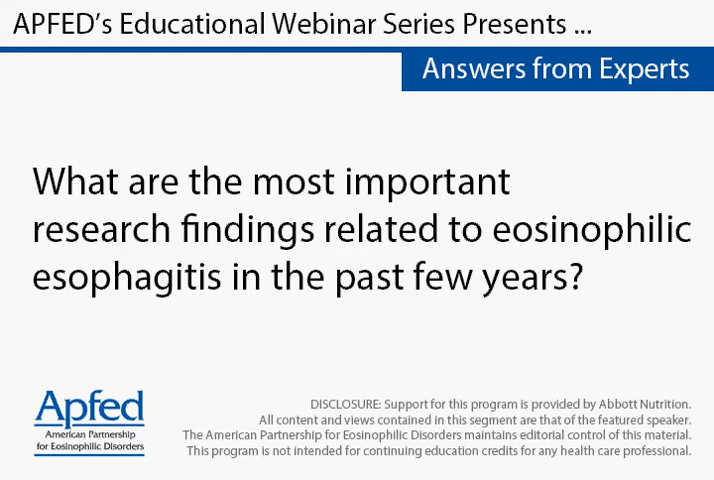 APFED's Educational Webinar Series Presents ...
Answers from Experts
What are the most important
research findings related to eosinophilic
esophagitis in the past few years?
Apfed
American Partnership
for Eosinophilic Disorders
DISCLOSURE: Support for this program is provided by Abbott Nutrition.
All content and views contained in this segment are that of the featured speaker.
The American Partnership for Eosinophilic Disorders maintains editorial control of this material.
This program is not intended for continuing education credits for any health care professional.